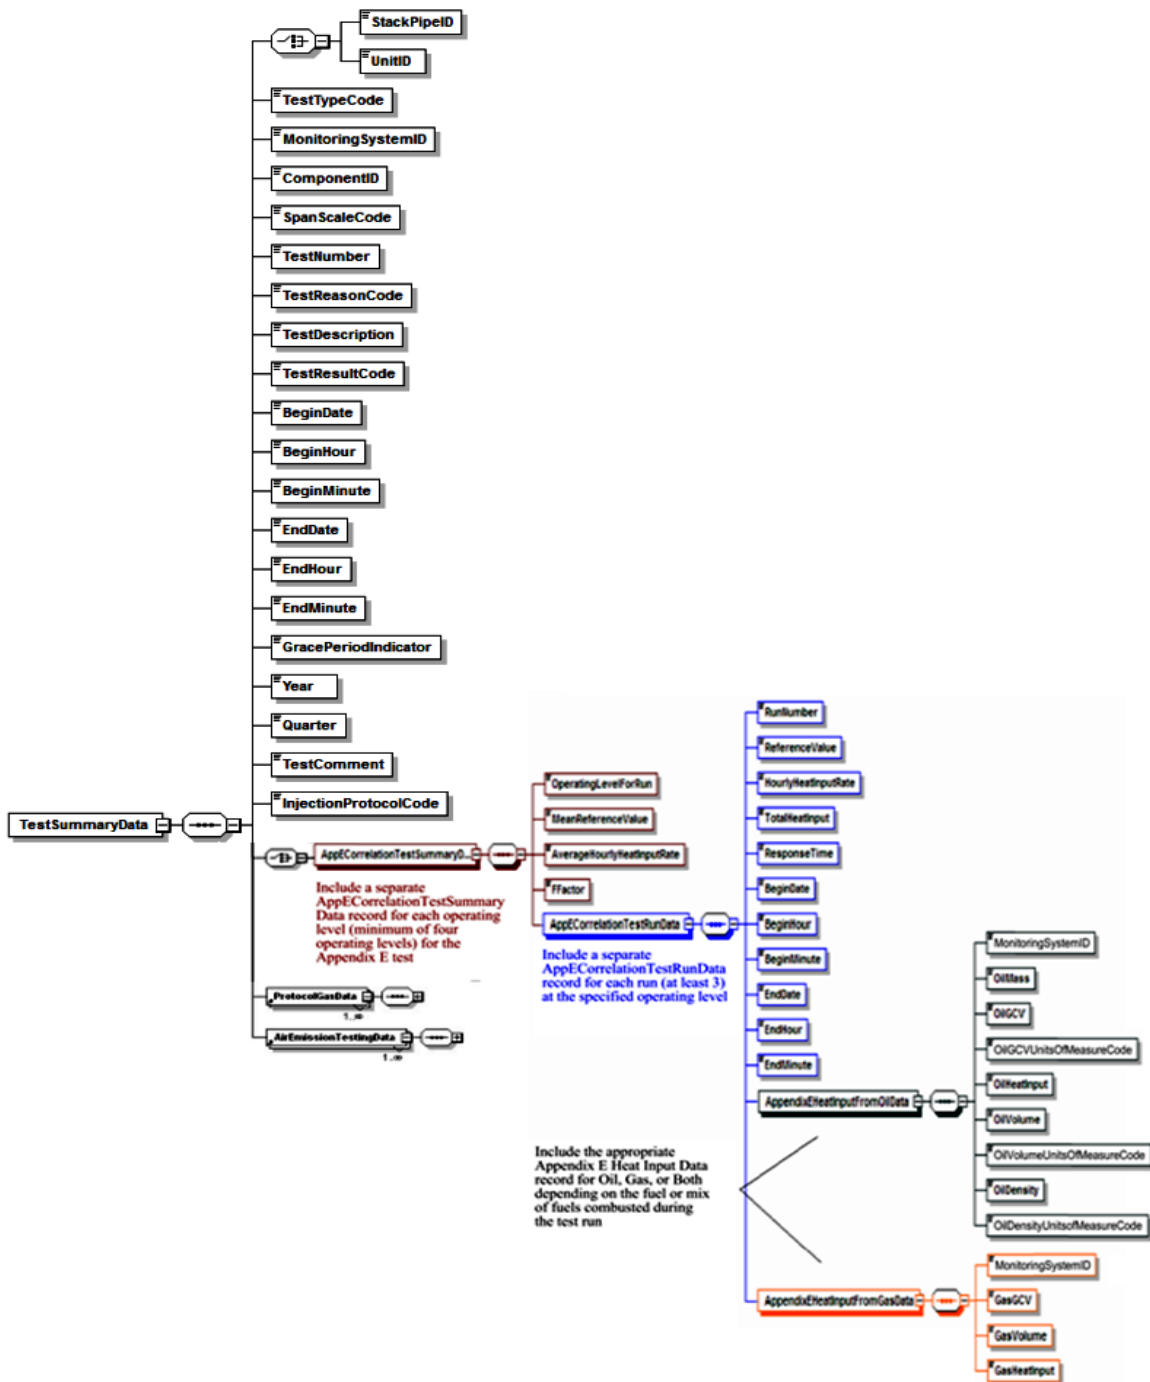 StackPipeID
UnitID
TestTypeCode
MonitoringSystemID
ComponentID
SpanScaleCode
TestNumber
TestReasonCode
TestDescription
TestResultCode
BeginDate
BeginHour
BeginMinute
EndDate
EndHour
EndMinute
GracePeriodIndicator
Year
Quarter
TestComment
InjectionProtocolCode
TestSummaryData
AppECorrelationTestSummaryD...
Include a separate
AppECorrelationTestSummary
Data record for each operating
level (minimum of four
operating levels) for the
Appendix E test
ProtocolGasData
1..∞
AirEmissionTestingData
1..∞
OperatingLevelForRun
MeanReferenceValue
AverageHourlyHeatInputRate
FFactor
AppECorrelationTestRunData
Include a separate
AppECorrelationTestRunData
record for each run (at least 3)
at the specified operating level
RunNumber
ReferenceValue
HourlyHeatInputRate
TotalHeatInput
ResponseTime
BeginDate
BeginHour
BeginMinute
EndDate
EndHour
EndMinute
AppendixEHeatInputFromOilData
Include the appropriate
Appendix E Heat Input Data
record for Oil, Gas, or Both
depending on the fuel or mix
of fuels combusted during
the test run
AppendixEHeatInputFromGasData
MonitoringSystemID
OilMass
OilGCV
OilGCVUnitsOfMeasureCode
OilHeatInput
OilVolume
OilVolumeUnitsOfMeasureCode
OilDensity
OilDensityUnitsofMeasureCode
MonitoringSystemID
GasGCV
GasVolume
GasHeatInput